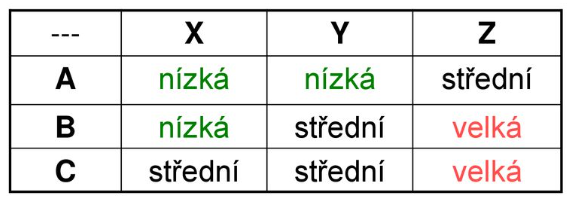 --- X Y Z
A nízká nízká střední
B nízká střední velká
C střední střední velká